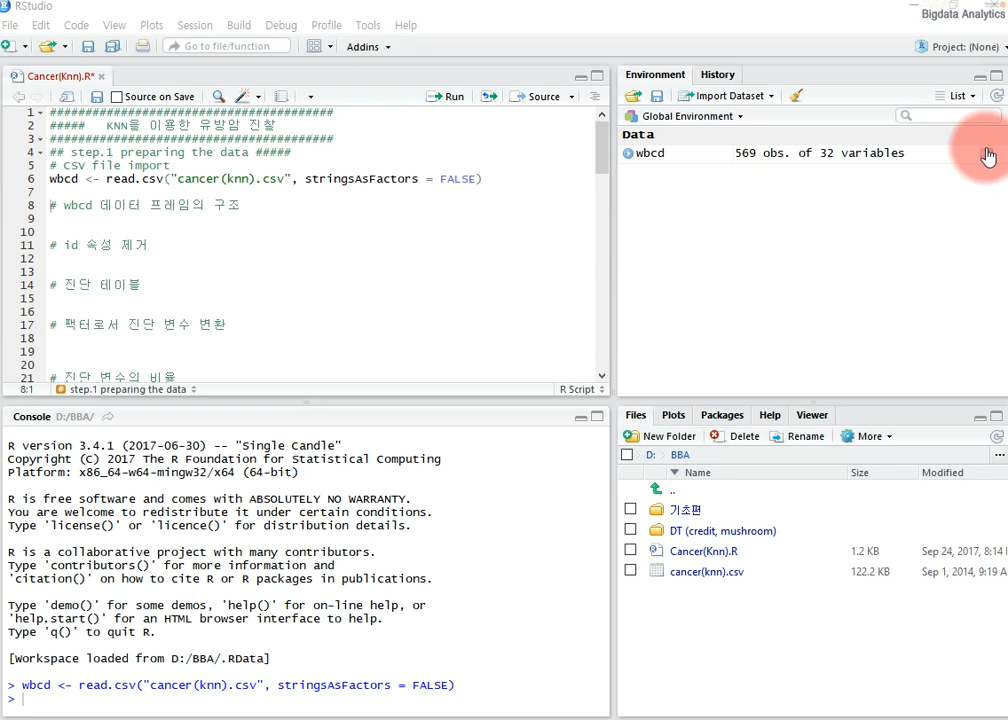 RStudio
Bigdata Analytics
File Edit Code View Plots Session Build Debug Profile Tools Help
Go to file/function Addins Project: (None)
Cancer(Knn).R*
Source on Save Run Source
1 ######################################
2 ##### KNN을 이용한 유방암 진찰
3 ######################################
4 ## step.1 preparing the data #####
5 # CSV file import
6 wbcd <- read.csv("cancer(knn).csv", stringsAsFactors = FALSE)
7
8 # wbcd 데이터 프레임의 구조
9
10
11 # id 속성 제거
12
13
14 # 진단 테이블
15
16
17 # 팩터로서 진단 변수 변환
18
19
20
21 # 진단 변수의 비율
8:1 step.1 preparing the data R Script
Console D:/BBA/
R version 3.4.1 (2017-06-30) -- "Single Candle"
Copyright (C) 2017 The R Foundation for Statistical Computing
Platform: x86_64-w64-mingw32/x64 (64-bit)
R is free software and comes with ABSOLUTELY NO WARRANTY.
You are welcome to redistribute it under certain conditions.
Type 'license()' or 'licence()' for distribution details.
R is a collaborative project with many contributors.
Type 'contributors()' for more information and
'citation()' on how to cite R or R packages in publications.
Type 'demo()' for some demos, 'help()' for on-line help, or
'help.start()' for an HTML browser interface to help.
Type 'q()' to quit R.
[Workspace loaded from D:/BBA/.RData]
> wbcd <- read.csv("cancer(knn).csv", stringsAsFactors = FALSE)
>
Environment History
Import Dataset List
Global Environment
Data
wbcd 569 obs. of 32 variables
Files Plots Packages Help Viewer
New Folder Delete Rename More
D: BBA
Name Size Modified
..
기초편
DT (credit, mushroom)
Cancer(Knn).R 1.2 KB Sep 24, 2017, 8:14
cancer(knn).csv 122.2 KB Sep 1, 2014, 9:19 A